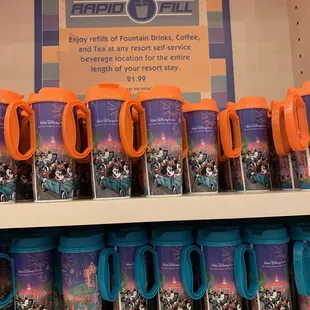 RAPID FILL
Enjoy refills of Fountain Drinks, Coffee,
and Tea at any resort self-service
beverage location for the entire
length of your resort stay.
21.99